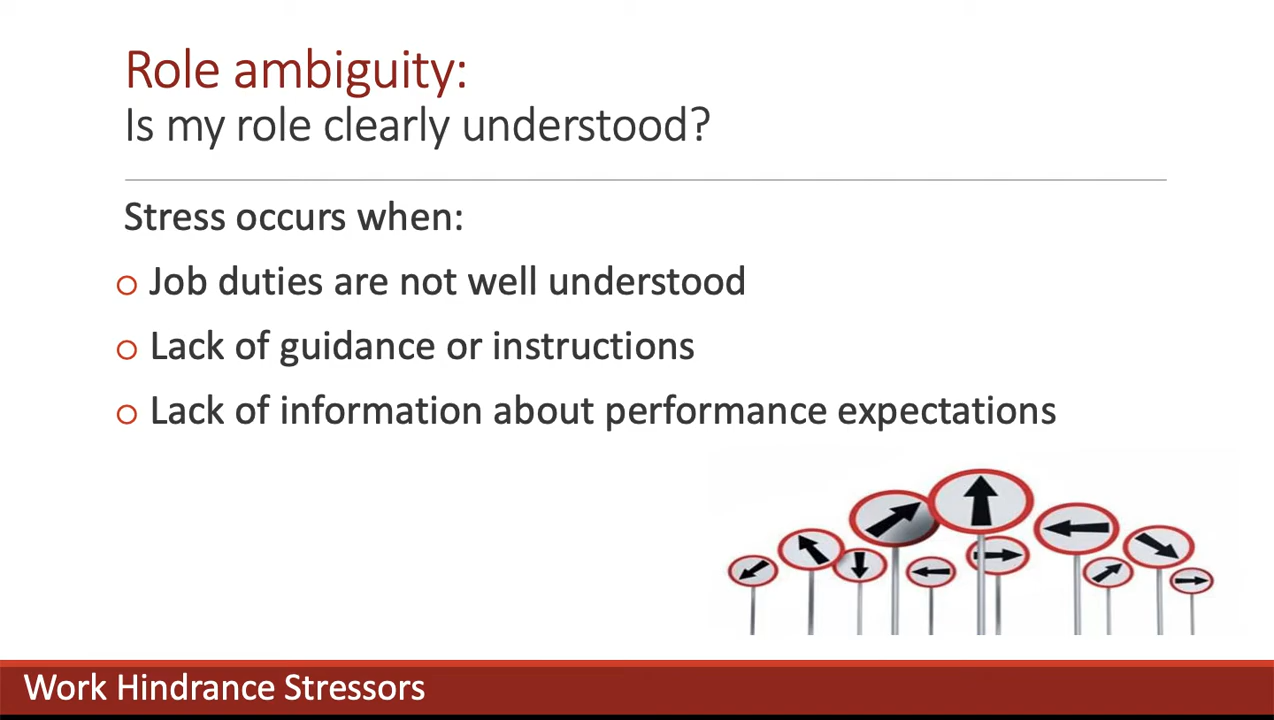 Role ambiguity:
Is my role clearly understood?
Stress occurs when:
Job duties are not well understood
Lack of guidance or instructions
Lack of information about performance expectations
Work Hindrance Stressors